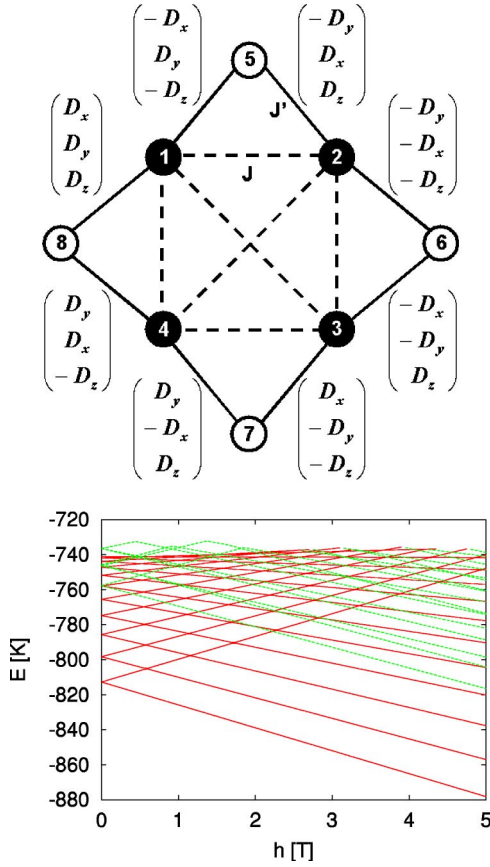 - Dx
Dy
- Dz
5
- Dy
Dx
Dz
J'
Dx
Dy
Dz
1
J
2
- Dy
- Dx
- Dz
8
6
Dy
Dx
- Dz
4
3
- Dx
- Dy
Dz
Dy
- Dx
Dz
7
Dx
- Dy
- Dz
E [K]
-720
-740
-760
-780
-800
-820
-840
-860
-880
0 1 2 3 4 5
h [T]